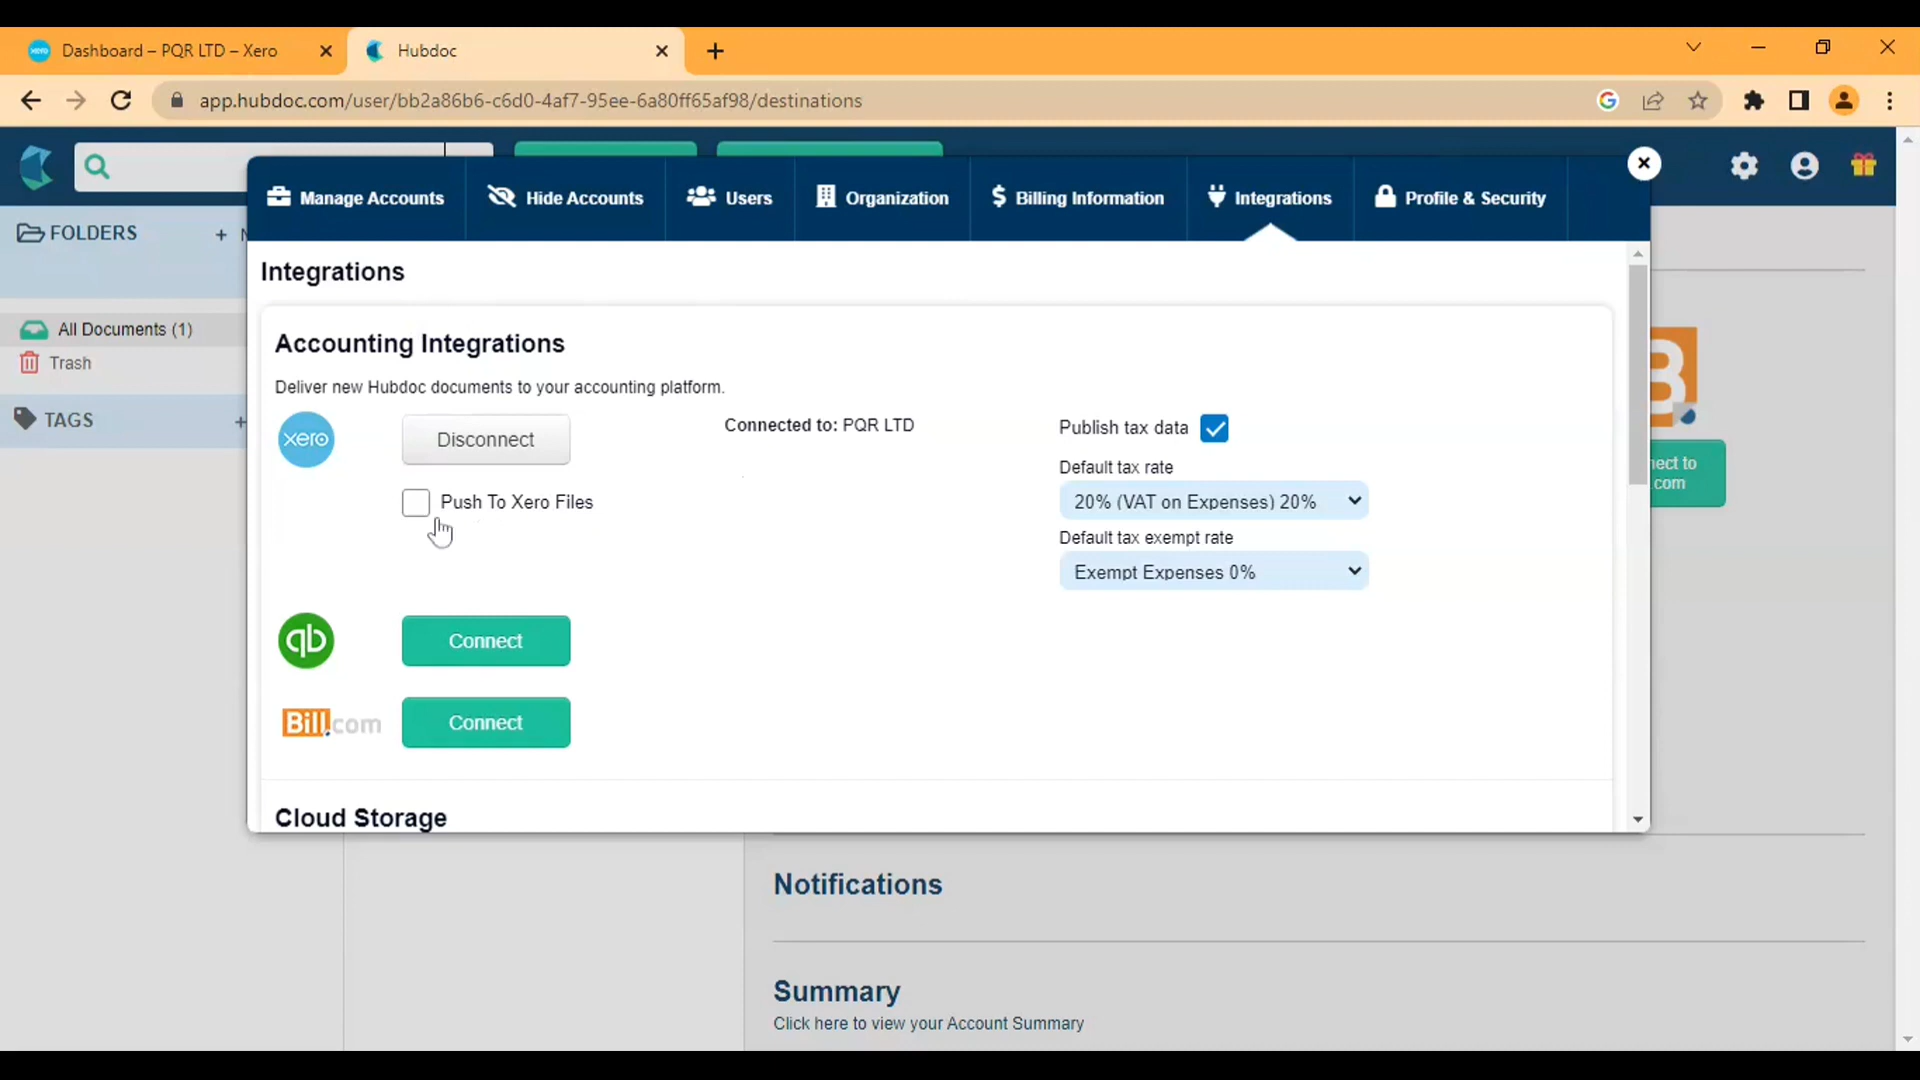 Dashboard – PQR LTD – Xero
Hubdoc
app.hubdoc.com/user/bb2a86b6-c6d0-4af7-95ee-6a80ff65af98/destinations
Manage Accounts
Hide Accounts
Users
Organization
Billing Information
Integrations
Profile & Security
FOLDERS
+ N
All Documents (1)
Trash
TAGS
+
Integrations
Accounting Integrations
Deliver new Hubdoc documents to your accounting platform.
xero
Disconnect
Connected to: PQR LTD
Publish tax data
Push To Xero Files
Default tax rate
20% (VAT on Expenses) 20%
Default tax exempt rate
Exempt Expenses 0%
qb
Connect
Bill.com
Connect
Cloud Storage
B
nect to
.com
Notifications
Summary
Click here to view your Account Summary